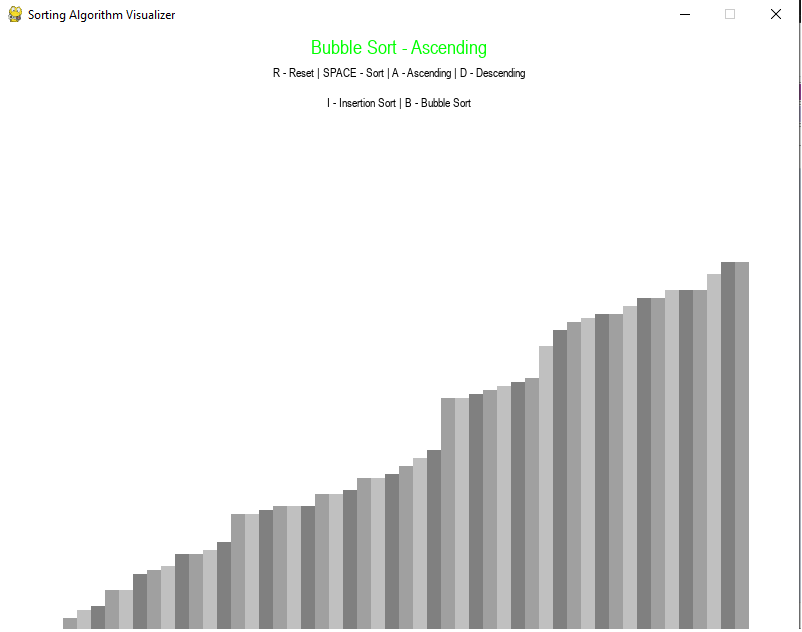 Sorting Algorithm Visualizer
Bubble Sort - Ascending
R - Reset | SPACE - Sort | A - Ascending | D - Descending
I - Insertion Sort | B - Bubble Sort